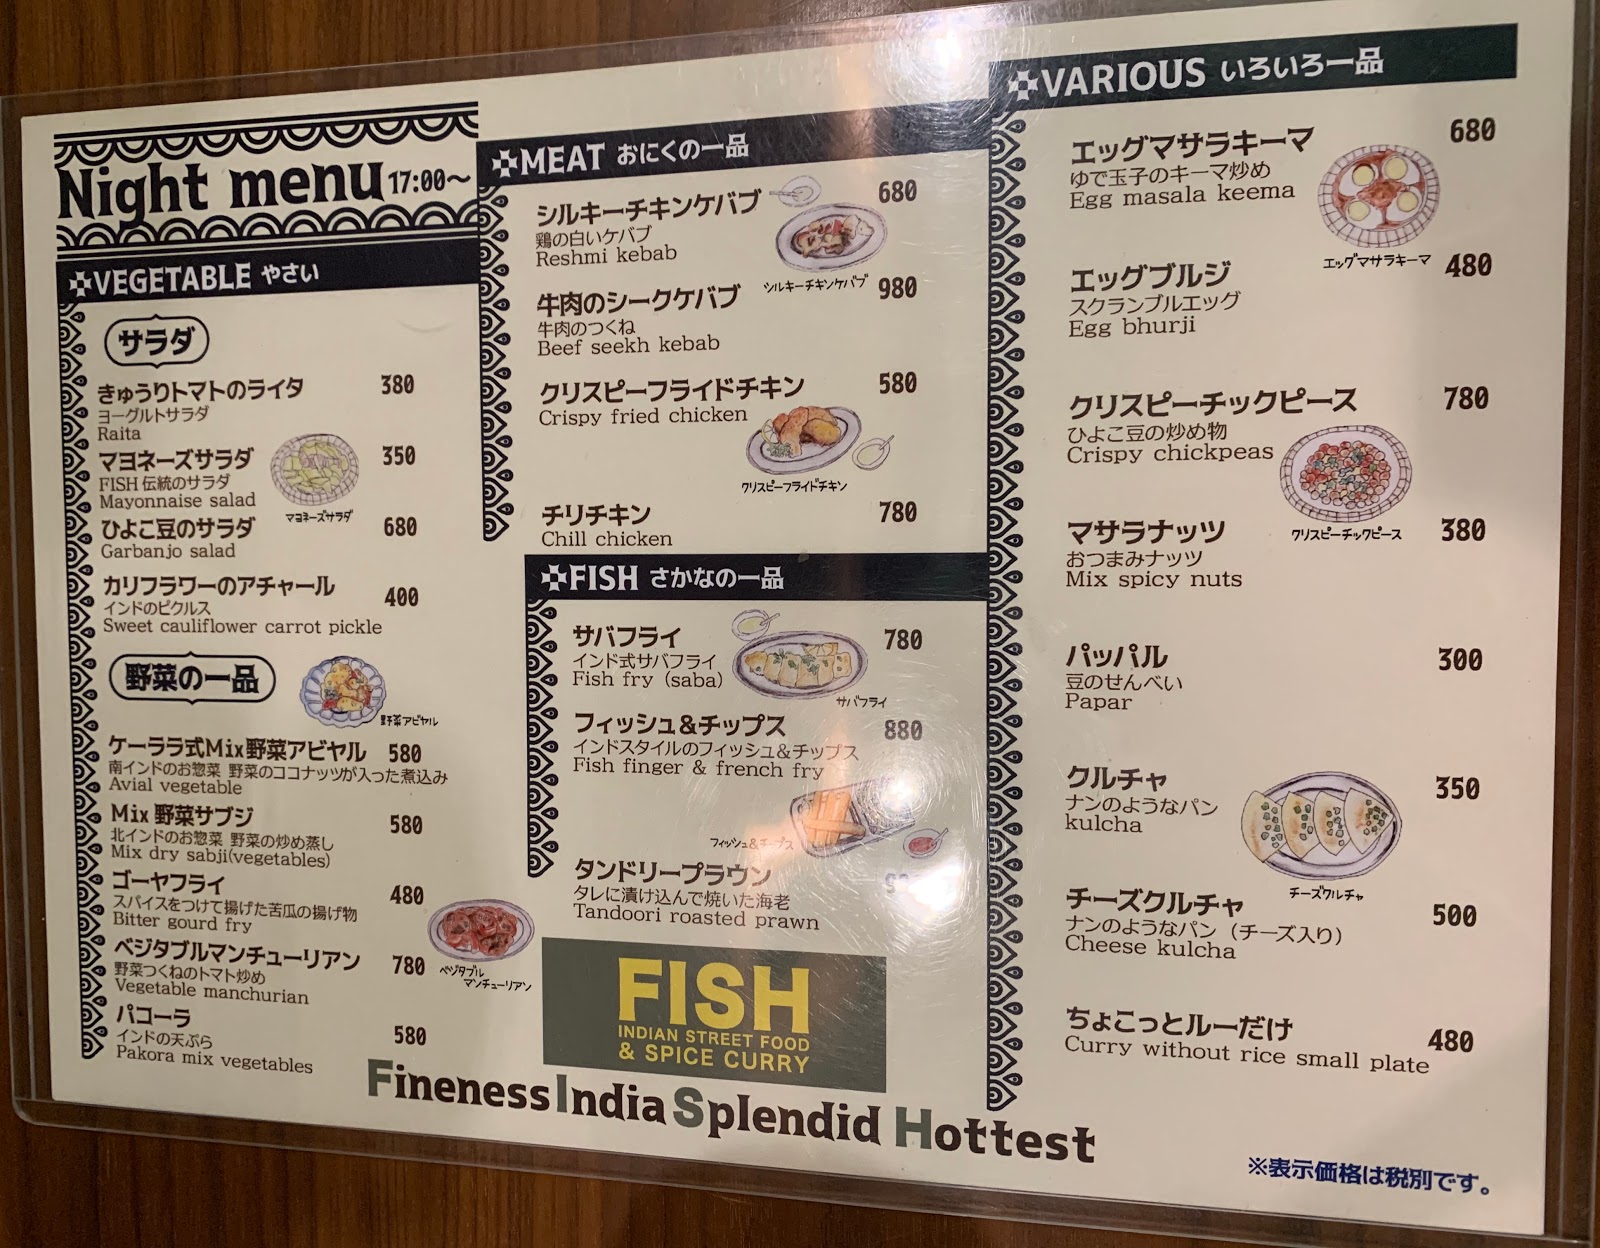 Night menu 17:00～
VEGETABLE やさい
サラダ
きゅうりトマトのライタ 380
ヨーグルトサラダ
Raita
マヨネーズサラダ 350
FISH 伝統のサラダ
Mayonnaise salad
マヨネーズサラダ
ひよこ豆のサラダ 680
Garbanjo salad
カリフラワーのアチャール 400
インドのピクルス
Sweet cauliflower carrot pickle
野菜の一品
野菜アビヤル
ケーララ式Mix野菜アビヤル 580
南インドのお惣菜 野菜のココナッツが入った煮込み
Avial vegetable
Mix 野菜サブジ 580
北インドのお惣菜 野菜の炒め蒸し
Mix dry sabji(vegetables)
ゴーヤフライ 480
スパイスをつけて揚げた苦瓜の揚げ物
Bitter gourd fry
ベジタブルマンチューリアン 780
野菜つくねのトマト炒め
Vegetable manchurian
ベジタブル
マンチューリアン
パコーラ 580
インドの天ぷら
Pakora mix vegetables
MEAT おにくの一品
シルキーチキンケバブ 680
鶏の白いケバブ
Reshmi kebab
シルキーチキンケバブ
牛肉のシークケバブ 980
牛肉のつくね
Beef seekh kebab
クリスピーフライドチキン 580
Crispy fried chicken
クリスピーフライドチキン
チリチキン 780
Chill chicken
FISH さかなの一品
サバフライ 780
インド式サバフライ
Fish fry (saba)
サバフライ
フィッシュ＆チップス 880
インドスタイルのフィッシュ＆チップス
Fish finger & french fry
フィッシュ&チップス
タンドリープラウン
タレに漬け込んで焼いた海老
Tandoori roasted prawn
FISH
INDIAN STREET FOOD
& SPICE CURRY
Fineness India Splendid Hottest
VARIOUS いろいろ一品
エッグマサラキーマ 680
ゆで玉子のキーマ炒め
Egg masala keema
エッグマサラキーマ
エッグブルジ 480
スクランブルエッグ
Egg bhurji
クリスピーチックピース 780
ひよこ豆の炒め物
Crispy chickpeas
クリスピーチックピース
マサラナッツ 380
おつまみナッツ
Mix spicy nuts
パッパル 300
豆のせんべい
Papar
クルチャ 350
ナンのようなパン
kulcha
チーズクルチャ
チーズクルチャ 500
ナンのようなパン（チーズ入り）
Cheese kulcha
ちょこっとルーだけ 480
Curry without rice small plate
※表示価格は税別です。